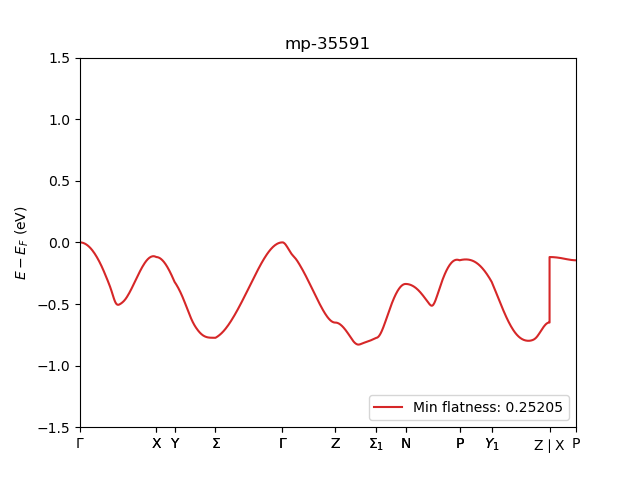 mp-35591
1.5
1.0
0.5
0.0
−0.5
−1.0
−1.5
E − E_F (eV)
Min flatness: 0.25205
Γ X Y Σ Γ Z Σ₁ N P Y₁ Z | X P